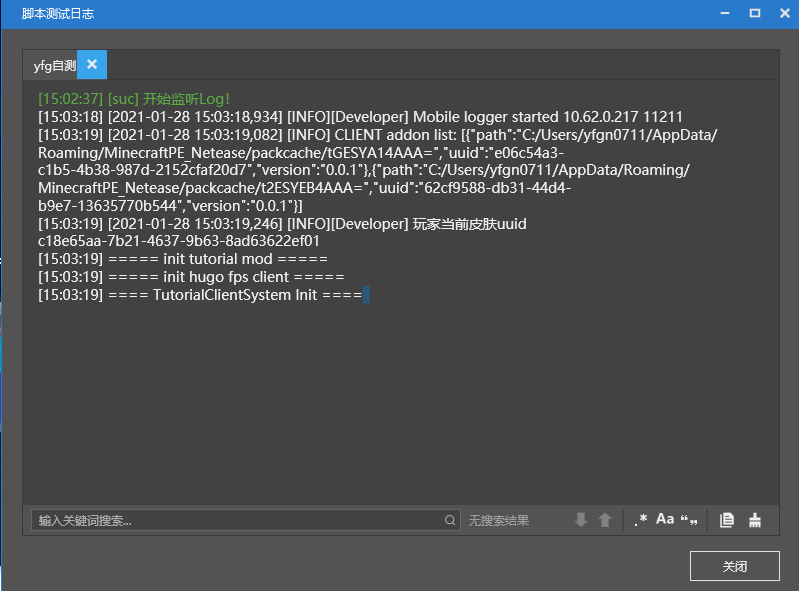 脚本测试日志
yfg自测
[15:02:37] [suc] 开始监听Log!
[15:03:18] [2021-01-28 15:03:18,934] [INFO][Developer] Mobile logger started 10.62.0.217 11211
[15:03:19] [2021-01-28 15:03:19,082] [INFO] CLIENT addon list: [{"path":"C:/Users/yfgn0711/AppData/
Roaming/MinecraftPE_Netease/packcache/tGESYA14AAA=","uuid":"e06c54a3-
c1b5-4b38-987d-2152cfaf20d7","version":"0.0.1"},{"path":"C:/Users/yfgn0711/AppData/Roaming/
MinecraftPE_Netease/packcache/t2ESYEB4AAA=","uuid":"62cf9588-db31-44d4-
b9e7-13635770b544","version":"0.0.1"}]
[15:03:19] [2021-01-28 15:03:19,246] [INFO][Developer] 玩家当前皮肤uuid
c18e65aa-7b21-4637-9b63-8ad63622ef01
[15:03:19] ===== init tutorial mod =====
[15:03:19] ===== init hugo fps client =====
[15:03:19] ==== TutorialClientSystem Init ====
输入关键词搜索... 无搜索结果 .* Aa “„
关闭